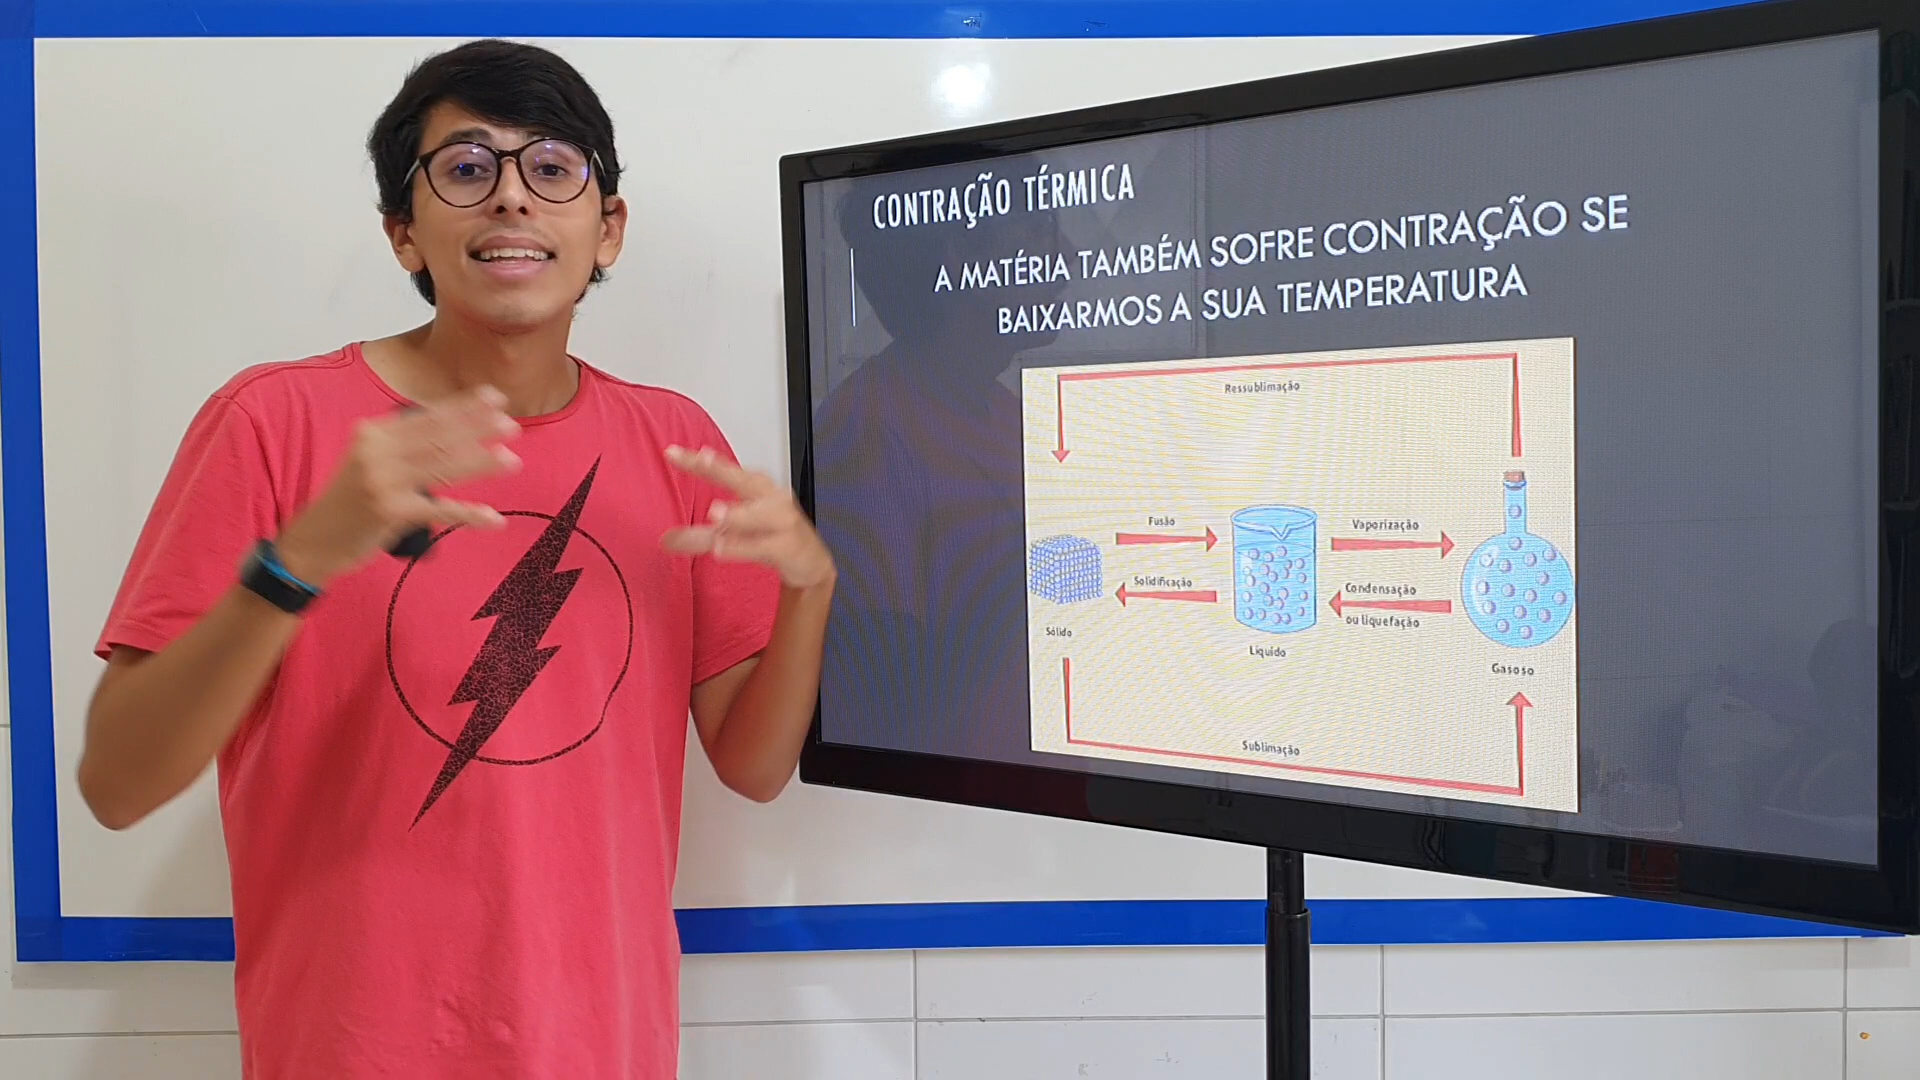 CONTRAÇÃO TÉRMICA
A MATÉRIA TAMBÉM SOFRE CONTRAÇÃO SE
BAIXARMOS A SUA TEMPERATURA
Ressublimação
Fusão
Vaporização
Solidificação
Condensação
ou liquefação
Sólido
Líquido
Gasoso
Sublimação